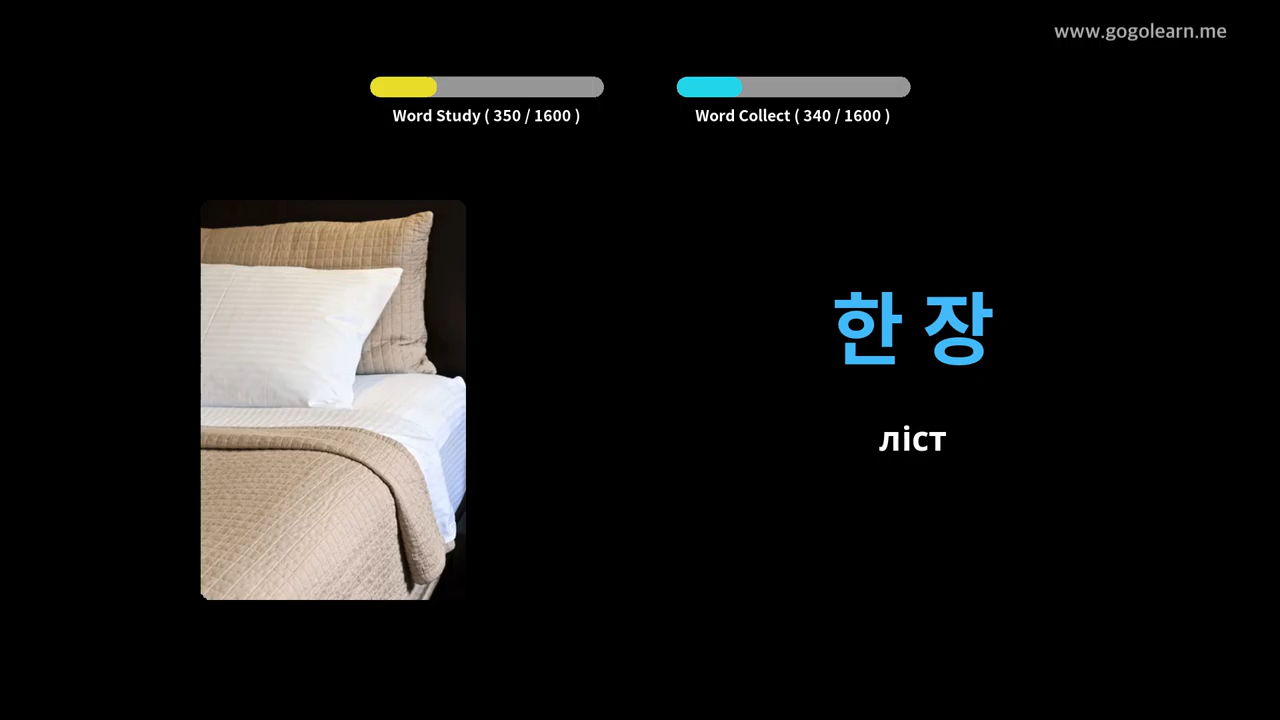 www.gogolearn.me
Word Study ( 350 / 1600 )
Word Collect ( 340 / 1600 )
한 장
ліст